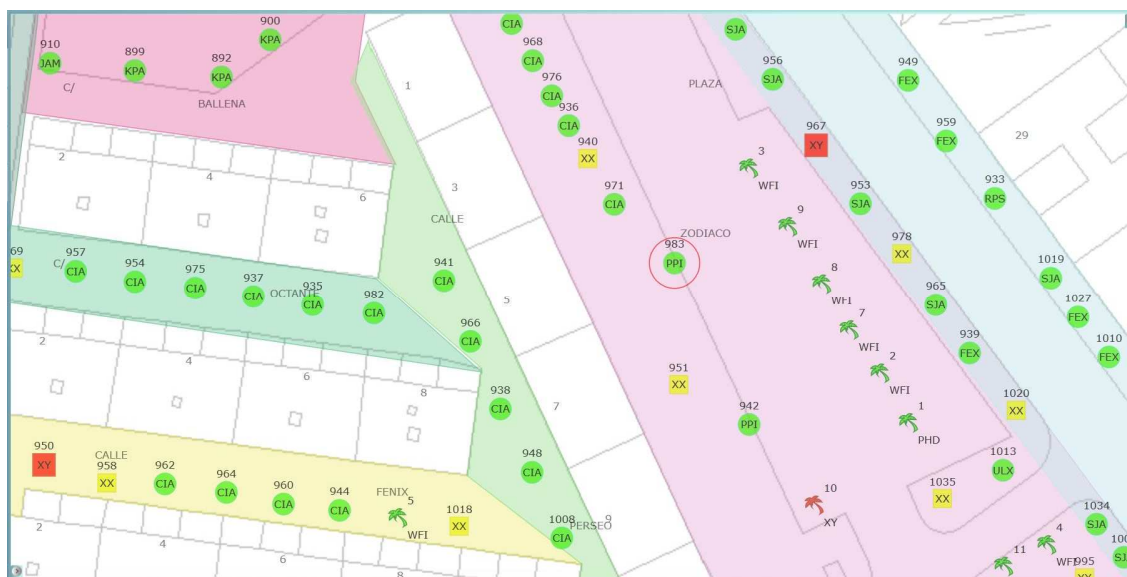 900
KPA
910
JAM
899
KPA
892
KPA
C/
BALLENA
CIA
968
CIA
976
CIA
936
CIA
940
XX
971
CIA
PLAZA
SJA
956
SJA
967
XY
949
FEX
959
FEX
933
RPS
29
2
4
6
1
3
CALLE
5
7
9
3
WFI
9
WFI
953
SJA
978
XX
ZODIACO
983
PPI
8
WFI
7
WFI
2
WFI
1
PHD
965
SJA
939
FEX
1019
SJA
1027
FEX
1010
FEX
1020
XX
69
XX
C/
957
CIA
954
CIA
975
CIA
937
CIA
OCTANTE
935
CIA
982
CIA
941
CIA
966
CIA
938
CIA
948
CIA
1008
CIA
PERSEO
2
4
6
8
951
XX
942
PPI
950
XY
CALLE
958
XX
962
CIA
964
CIA
960
CIA
944
CIA
FENIX
5
WFI
1018
XX
10
XY
1035
XX
1013
ULX
1034
SJA
100
SJ
4
WFI
11
995
XX
2
4
6
8